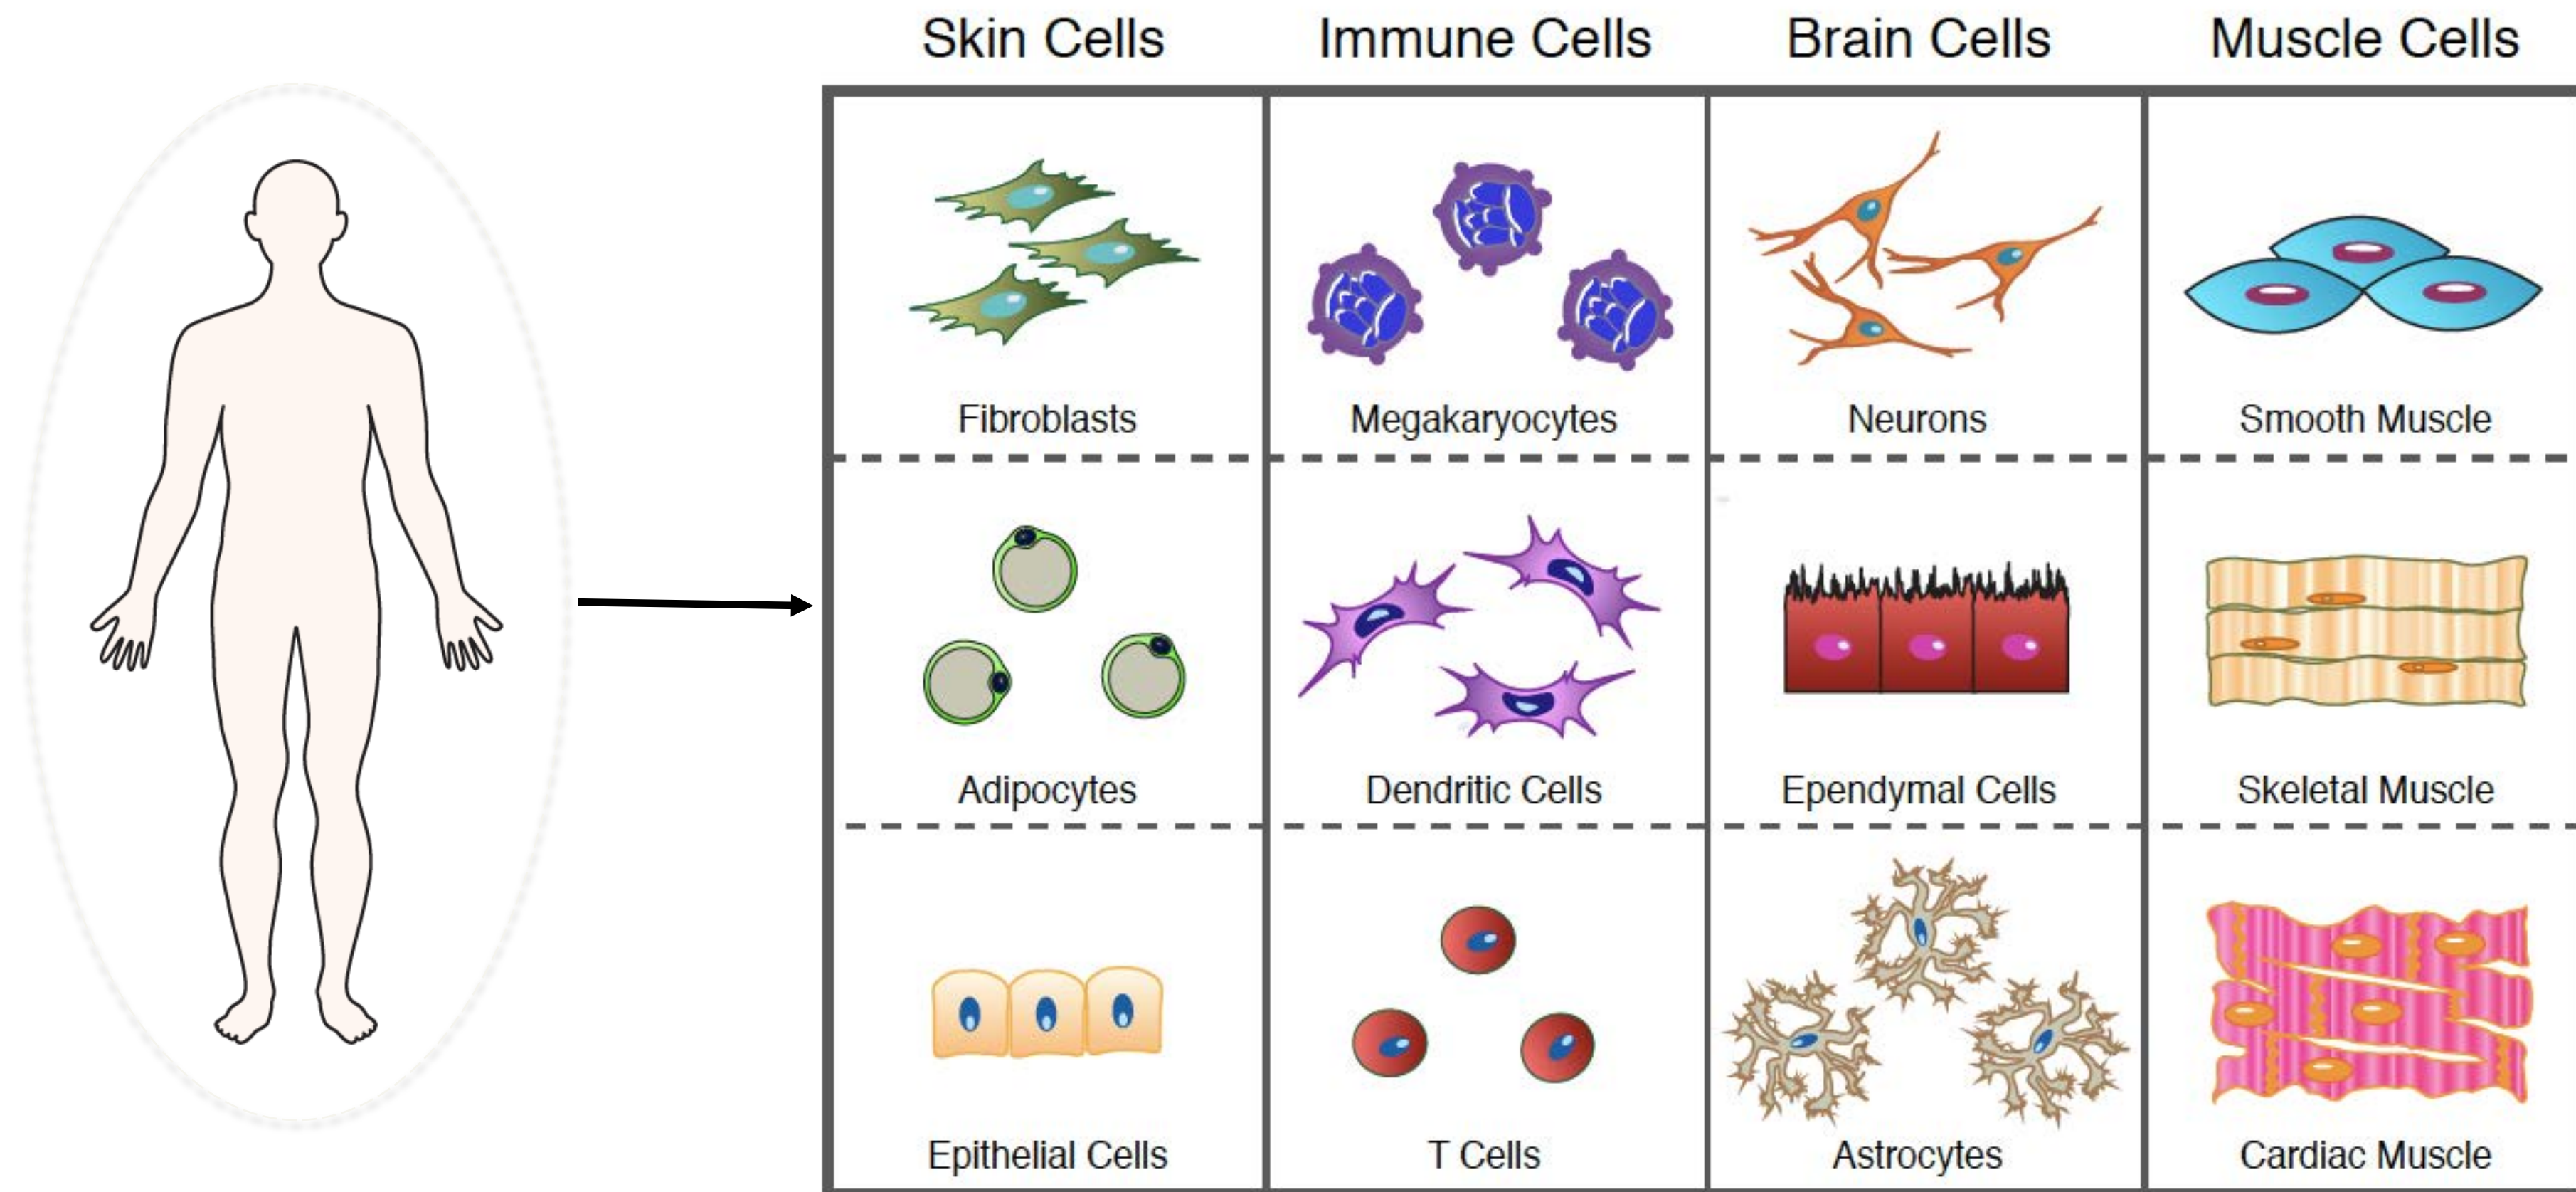 Skin Cells
Immune Cells
Brain Cells
Muscle Cells
Fibroblasts
Megakaryocytes
Neurons
Smooth Muscle
Adipocytes
Dendritic Cells
Ependymal Cells
Skeletal Muscle
Epithelial Cells
T Cells
Astrocytes
Cardiac Muscle